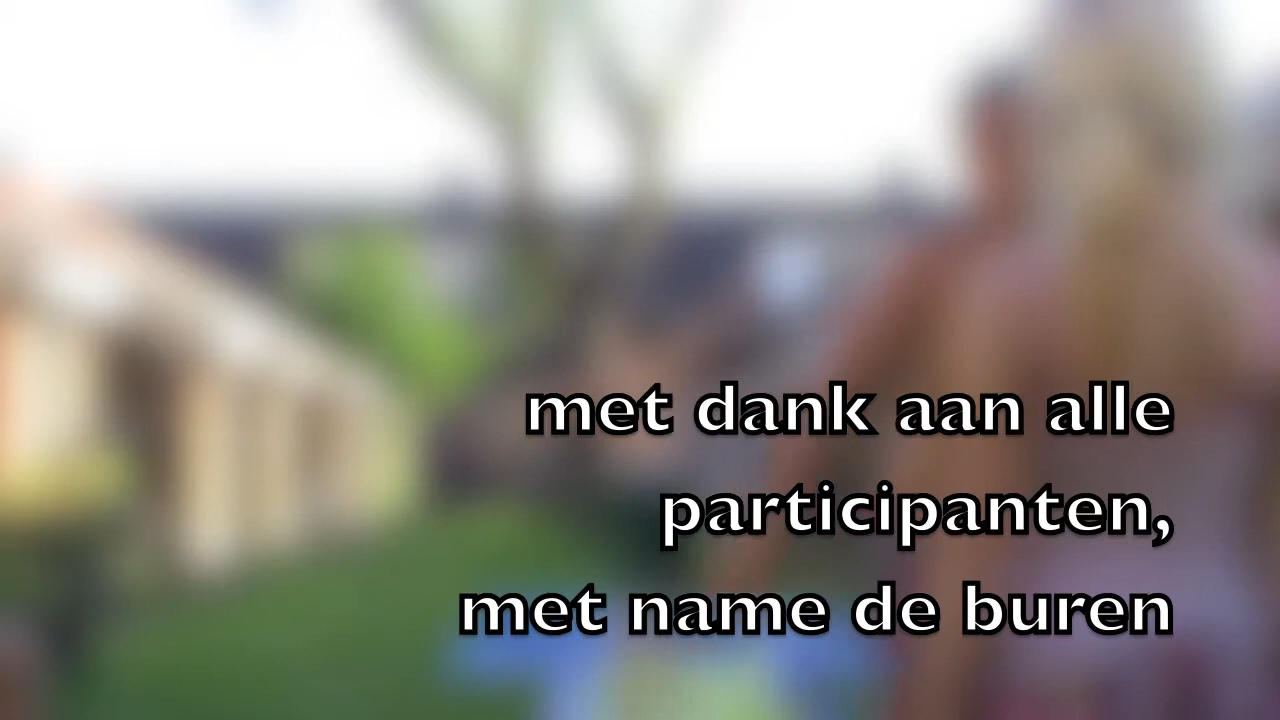 met dank aan alle
participanten,
met name de buren